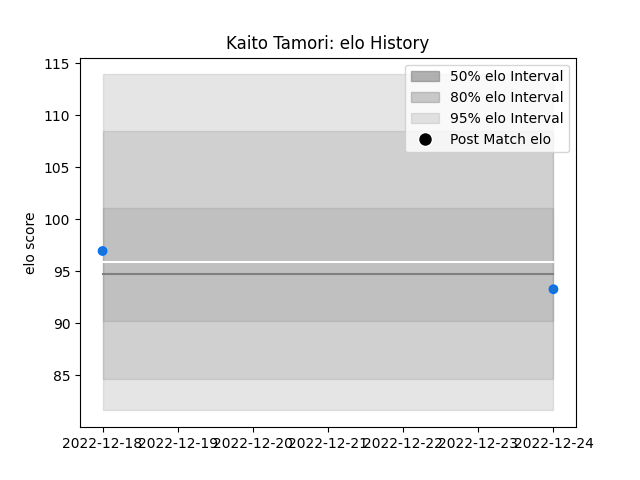 Kaito Tamori: elo History
115
110
105
100
95
90
85
elo score
50% elo Interval
80% elo Interval
95% elo Interval
Post Match elo
2022-12-18 2022-12-19 2022-12-20 2022-12-21 2022-12-22 2022-12-23 2022-12-24